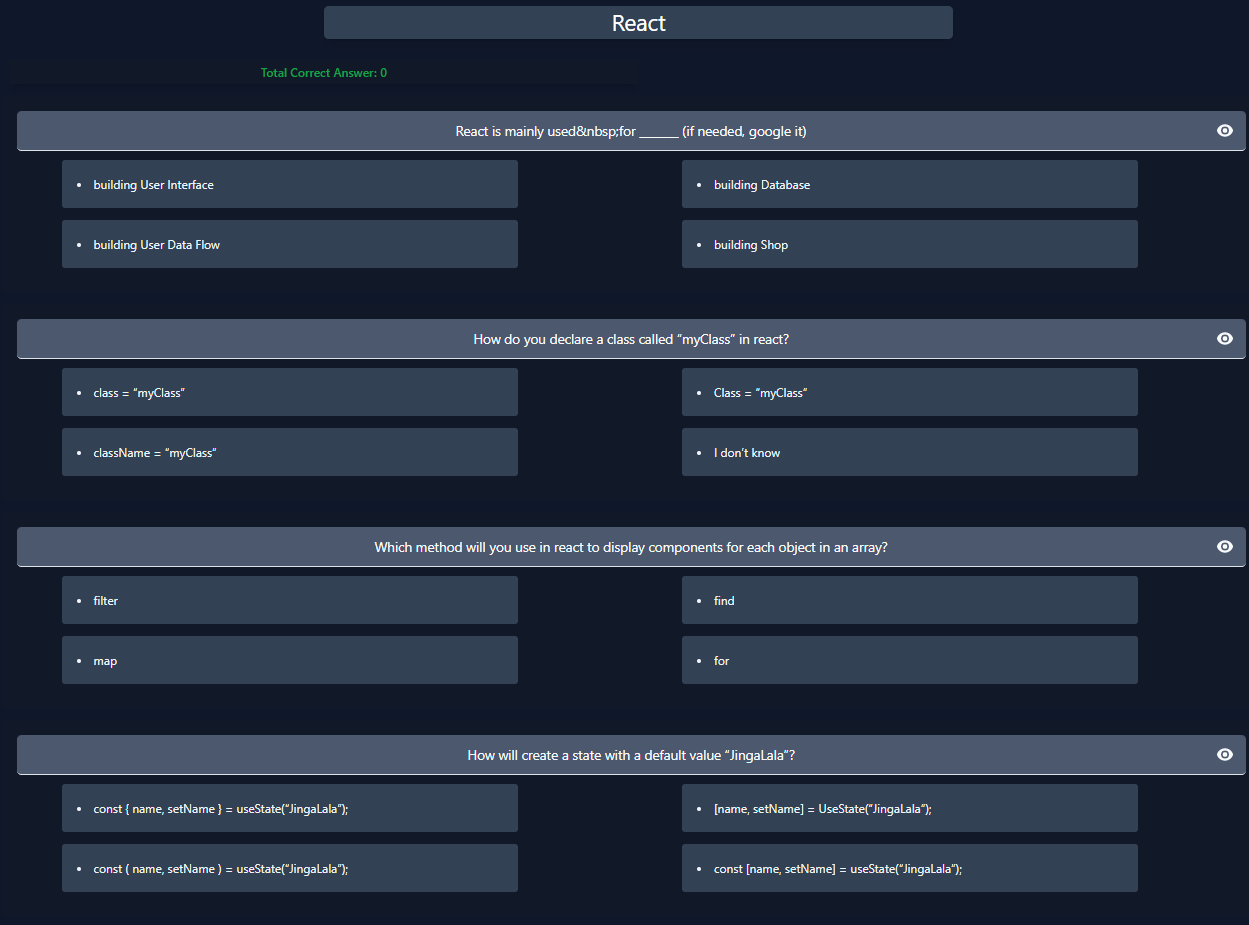 React
Total Correct Answer: 0
React is mainly used&nbsp;for ______ (if needed, google it)
building User Interface
building Database
building User Data Flow
building Shop
How do you declare a class called “myClass” in react?
class = “myClass”
Class = “myClass”
className = “myClass”
I don't know
Which method will you use in react to display components for each object in an array?
filter
find
map
for
How will create a state with a default value “JingaLala”?
const { name, setName } = useState(“JingaLala”);
[name, setName] = UseState(“JingaLala”);
const ( name, setName ) = useState(“JingaLala”);
const [name, setName] = useState(“JingaLala”);